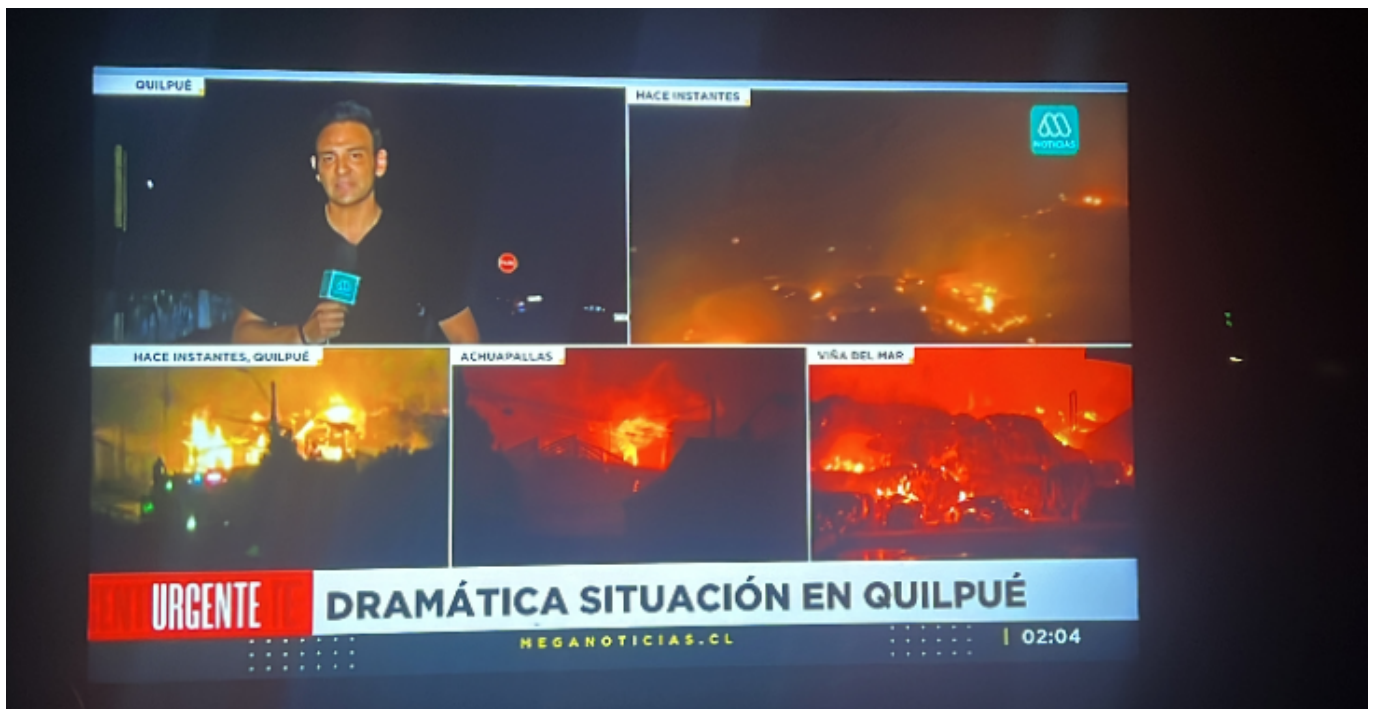 QUILPUÉ
HACE INSTANTES
NOTICIAS
HACE INSTANTES, QUILPUÉ
ACHUAPALLAS
VIÑA DEL MAR
URGENTE
DRAMÁTICA SITUACIÓN EN QUILPUÉ
MEGANOTICIAS.CL
02:04